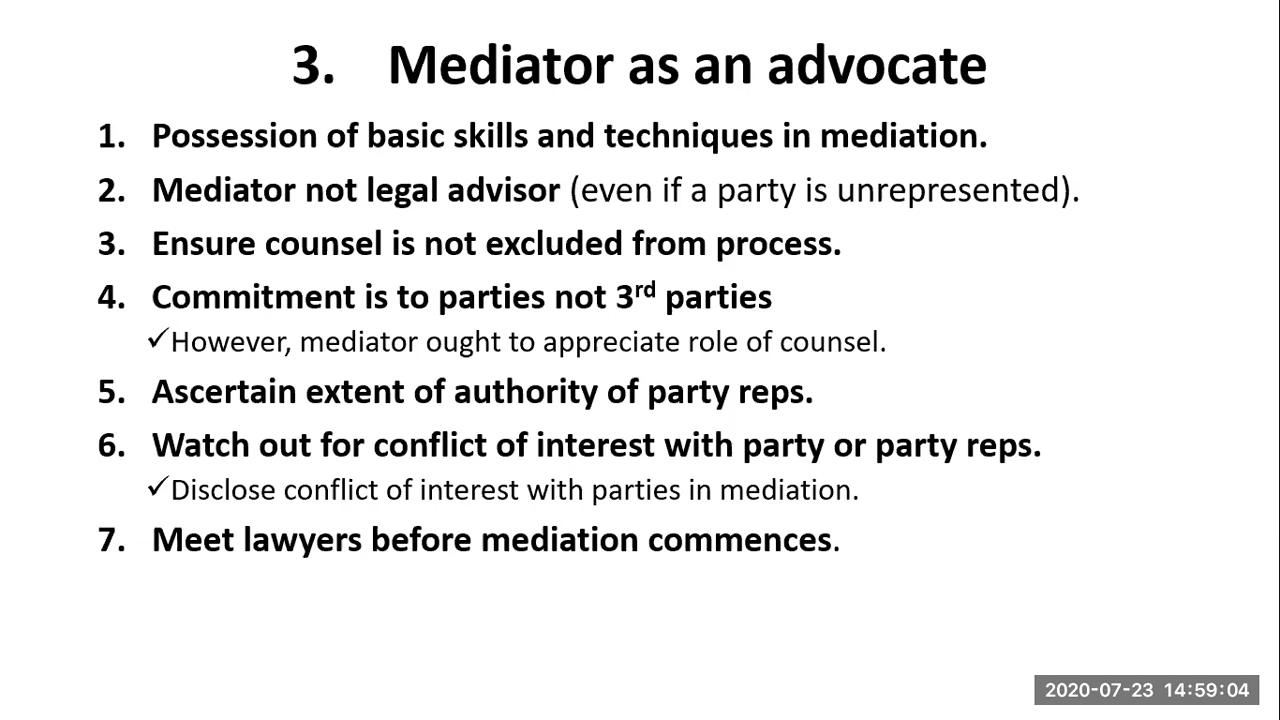 3. Mediator as an advocate
1. Possession of basic skills and techniques in mediation.
2. Mediator not legal advisor (even if a party is unrepresented).
3. Ensure counsel is not excluded from process.
4. Commitment is to parties not 3rd parties
✓However, mediator ought to appreciate role of counsel.
5. Ascertain extent of authority of party reps.
6. Watch out for conflict of interest with party or party reps.
✓Disclose conflict of interest with parties in mediation.
7. Meet lawyers before mediation commences.
2020-07-23 14:59:04